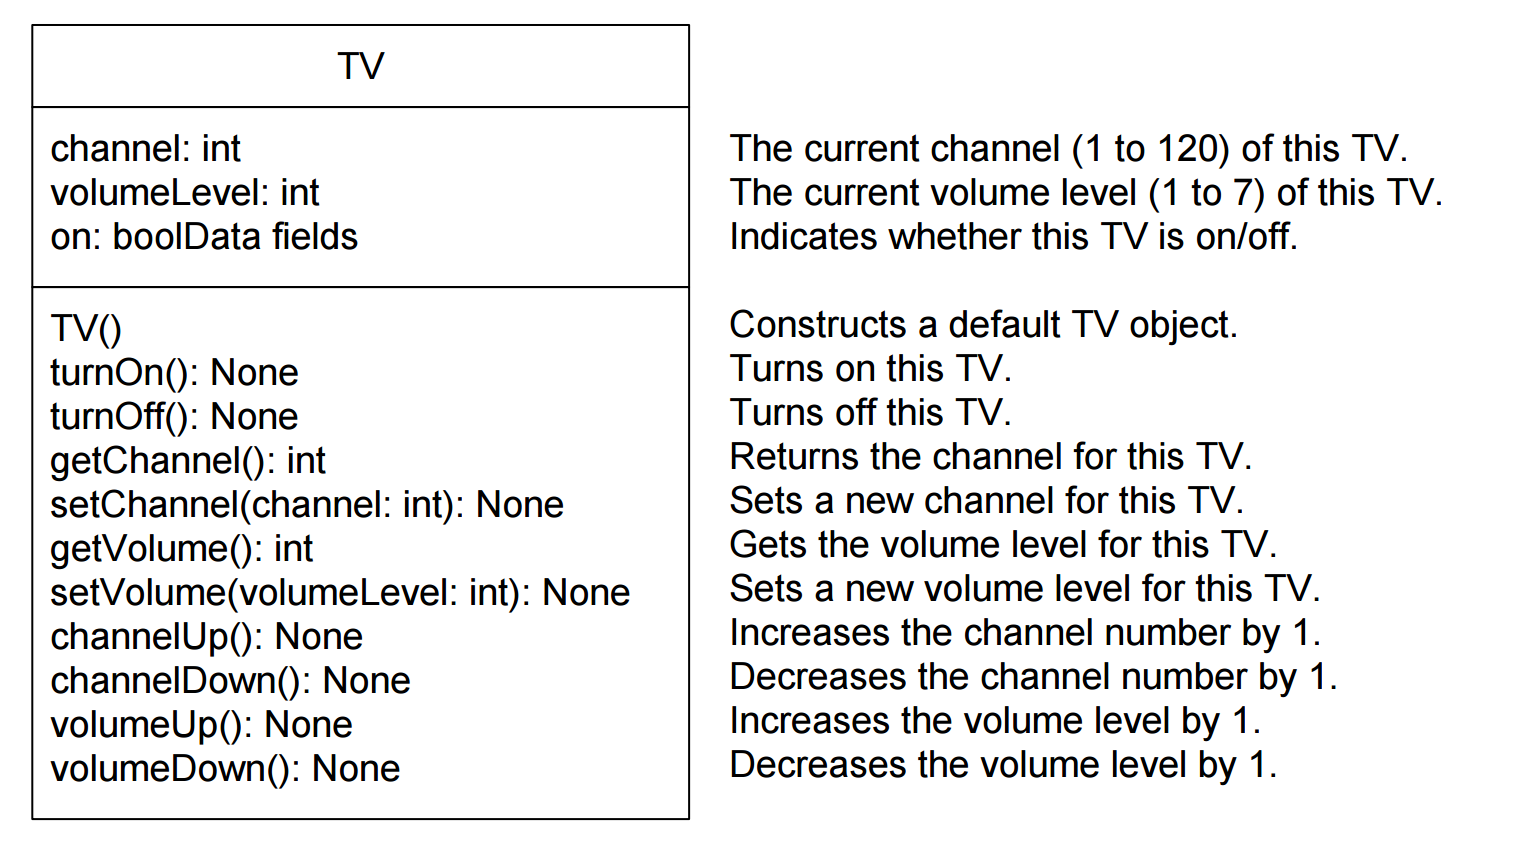 TV
channel: int
volumeLevel: int
on: boolData fields
The current channel (1 to 120) of this TV.
The current volume level (1 to 7) of this TV.
Indicates whether this TV is on/off.
TV()
turnOn(): None
turnOff(): None
getChannel(): int
setChannel(channel: int): None
getVolume(): int
setVolume(volumeLevel: int): None
channelUp(): None
channelDown(): None
volumeUp(): None
volumeDown(): None
Constructs a default TV object.
Turns on this TV.
Turns off this TV.
Returns the channel for this TV.
Sets a new channel for this TV.
Gets the volume level for this TV.
Sets a new volume level for this TV.
Increases the channel number by 1.
Decreases the channel number by 1.
Increases the volume level by 1.
Decreases the volume level by 1.